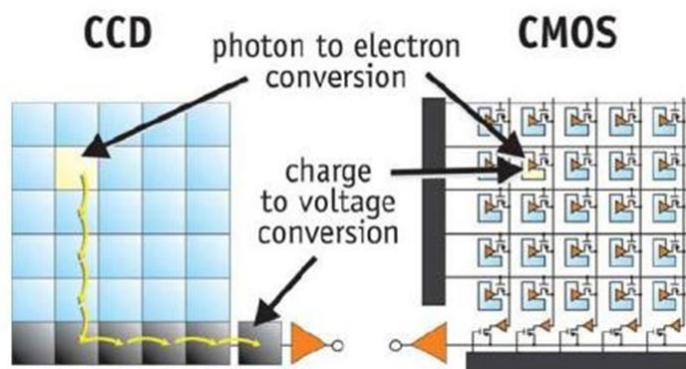 CCD
CMOS
photon to electron
conversion
charge
to voltage
conversion